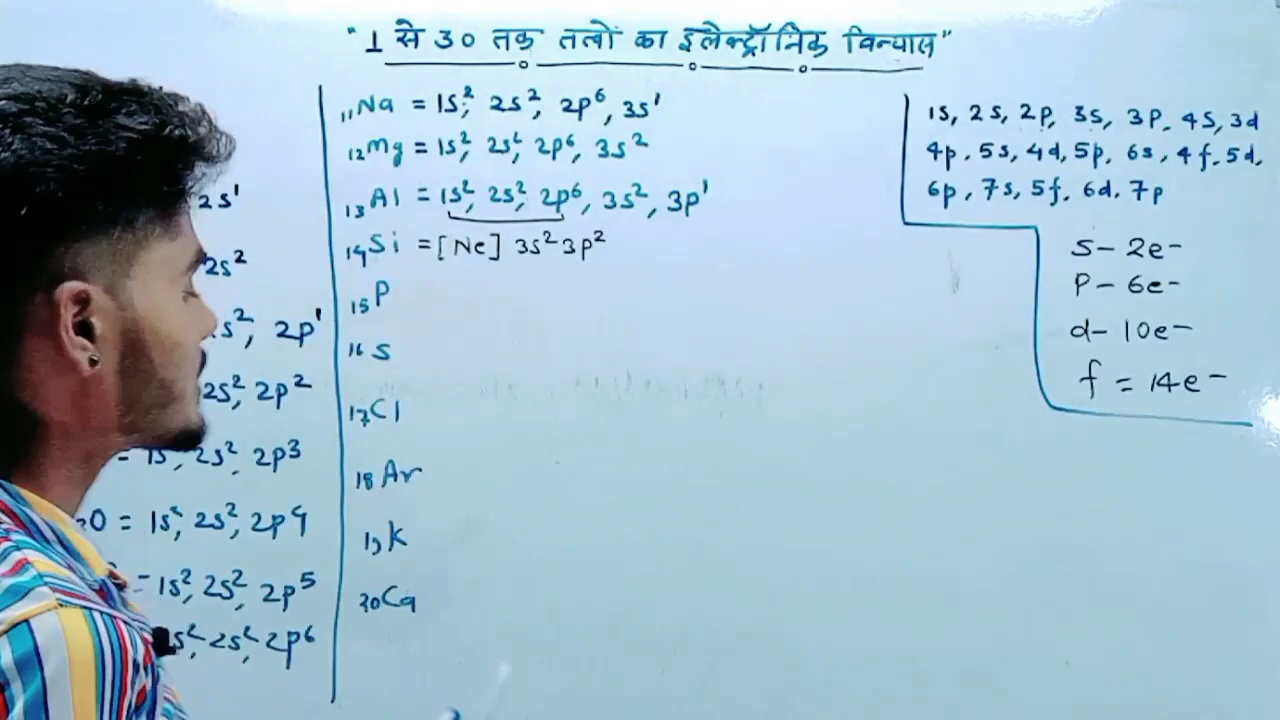 "1 से 30 तक तत्वो का इलेक्ट्रॉनिक विन्यास"
2s¹
2s²
s², 2p¹
2s², 2p²
= 1s², 2s², 2p³
O = 1s², 2s², 2p⁴
= 1s², 2s², 2p⁵
s², 2s², 2p⁶
₁₁Na = 1s², 2s², 2p⁶, 3s¹
₁₂Mg = 1s², 2s², 2p⁶, 3s²
₁₃Al = 1s², 2s², 2p⁶, 3s², 3p¹
₁₄Si = [Ne] 3s² 3p²
₁₅P
₁₆S
₁₇Cl
₁₈Ar
₁₉K
₂₀Ca
1s, 2s, 2p, 3s, 3p, 4s, 3d
4p, 5s, 4d, 5p, 6s, 4f, 5d,
6p, 7s, 5f, 6d, 7p
S - 2e-
P - 6e-
d - 10e-
f = 14e-